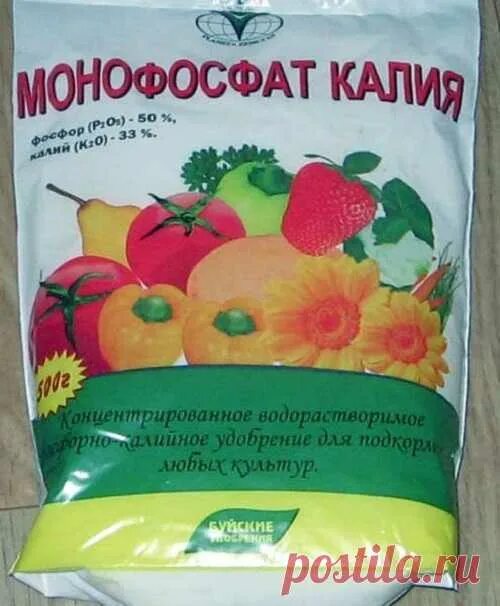 МОНОФОСФАТ КАЛИЯ
фосфор (P₂O₅) - 50 %,
калий (K₂O) - 33 %.
500г
Концентрированное водорастворимое
фосфорно-калийное удобрение для подкормки
любых культур.
БУЙСКИЕ
УДОБРЕНИЯ
postila.ru